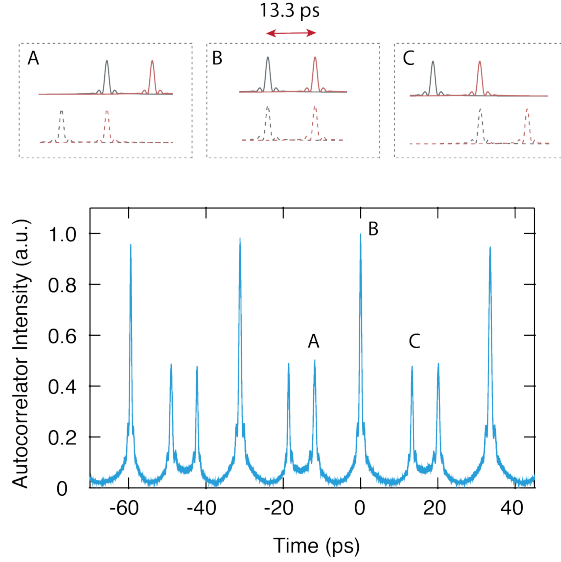 13.3 ps
A
B
C
Autocorrelator Intensity (a.u.)
1.0
0.8
0.6
0.4
0.2
0
B
A
C
-60
-40
-20
0
20
40
Time (ps)